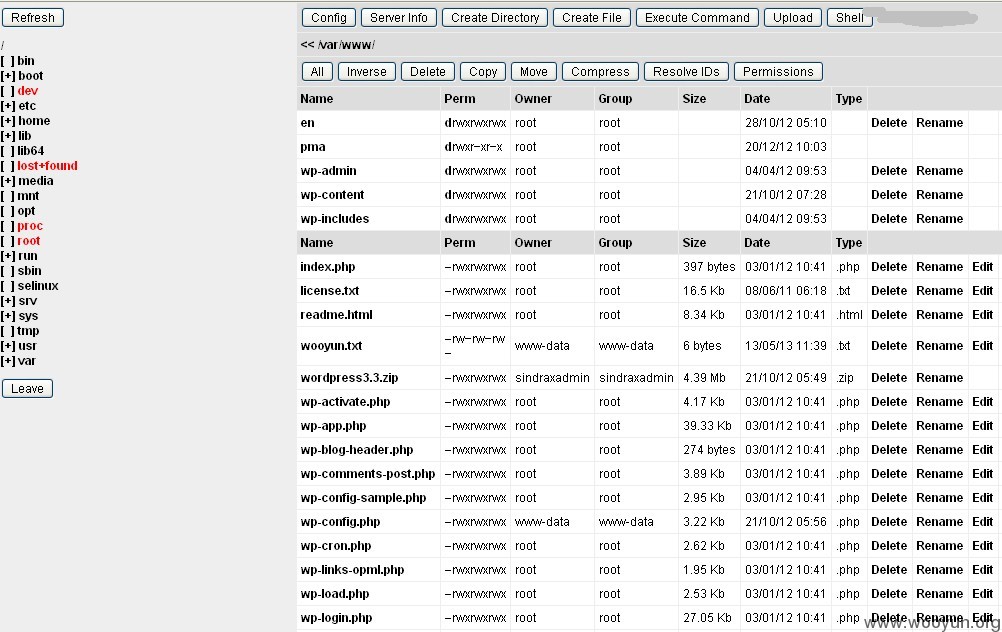 Refresh
/
[ ] bin
[+] boot
[ ] dev
[+] etc
[+] home
[+] lib
[ ] lib64
[ ] lost+found
[+] media
[ ] mnt
[ ] opt
[ ] proc
[ ] root
[+] run
[ ] sbin
[ ] selinux
[+] srv
[+] sys
[ ] tmp
[+] usr
[+] var
Leave
Config Server Info Create Directory Create File Execute Command Upload Shell
<< /var/www/
All Inverse Delete Copy Move Compress Resolve IDs Permissions
Name Perm Owner Group Size Date Type
en drwxrwxrwx root root 28/10/12 05:10 Delete Rename
pma drwxr-xr-x root root 20/12/12 10:03
wp-admin drwxrwxrwx root root 04/04/12 09:53 Delete Rename
wp-content drwxrwxrwx root root 21/10/12 07:28 Delete Rename
wp-includes drwxrwxrwx root root 04/04/12 09:53 Delete Rename
Name Perm Owner Group Size Date Type
index.php -rwxrwxrwx root root 397 bytes 03/01/12 10:41 .php Delete Rename Edit
license.txt -rwxrwxrwx root root 16.5 Kb 08/06/11 06:18 .txt Delete Rename Edit
readme.html -rwxrwxrwx root root 8.34 Kb 03/01/12 10:41 .html Delete Rename Edit
wooyun.txt -rw-rw-rw- www-data www-data 6 bytes 13/05/13 11:39 .txt Delete Rename Edit
wordpress3.3.zip -rwxrwxrwx sindraxadmin sindraxadmin 4.39 Mb 21/10/12 05:49 .zip Delete Rename
wp-activate.php -rwxrwxrwx root root 4.17 Kb 03/01/12 10:41 .php Delete Rename Edit
wp-app.php -rwxrwxrwx root root 39.33 Kb 03/01/12 10:41 .php Delete Rename Edit
wp-blog-header.php -rwxrwxrwx root root 274 bytes 03/01/12 10:41 .php Delete Rename Edit
wp-comments-post.php -rwxrwxrwx root root 3.89 Kb 03/01/12 10:41 .php Delete Rename Edit
wp-config-sample.php -rwxrwxrwx root root 2.95 Kb 03/01/12 10:41 .php Delete Rename Edit
wp-config.php -rwxrwxrwx www-data www-data 3.22 Kb 21/10/12 05:56 .php Delete Rename Edit
wp-cron.php -rwxrwxrwx root root 2.62 Kb 03/01/12 10:41 .php Delete Rename Edit
wp-links-opml.php -rwxrwxrwx root root 1.95 Kb 03/01/12 10:41 .php Delete Rename Edit
wp-load.php -rwxrwxrwx root root 2.53 Kb 03/01/12 10:41 .php Delete Rename Edit
wp-login.php -rwxrwxrwx root root 27.05 Kb 03/01/12 10:41 .php Delete Rename Edit
www.wooyun.org